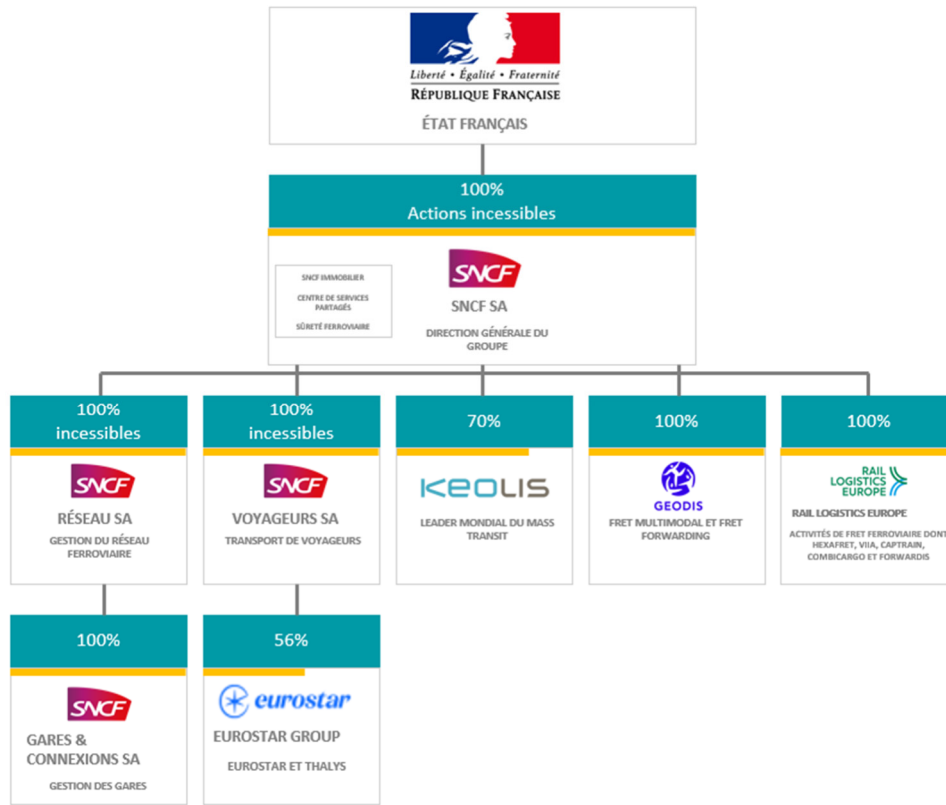 Liberté • Égalité • Fraternité
RÉPUBLIQUE FRANÇAISE
ÉTAT FRANÇAIS
100%
Actions incessibles
SNCF IMMOBILIER
CENTRE DE SERVICES
PARTAGÉS
SÛRETÉ FERROVIAIRE
SNCF
SNCF SA
DIRECTION GÉNÉRALE DU
GROUPE
100%
incessibles
SNCF
RÉSEAU SA
GESTION DU RÉSEAU
FERROVIAIRE
100%
incessibles
SNCF
VOYAGEURS SA
TRANSPORT DE VOYAGEURS
70%
KEOLIS
LEADER MONDIAL DU MASS
TRANSIT
100%
GEODIS
FRET MULTIMODAL ET FRET
FORWARDING
100%
RAIL
LOGISTICS
EUROPE
RAIL LOGISTICS EUROPE
ACTIVITÉS DE FRET FERROVIAIRE DONT
HEXAFRET, VIIA, CAPTRAIN,
COMBICARGO ET FORWARDIS
100%
SNCF
GARES &
CONNEXIONS SA
GESTION DES GARES
56%
eurostar
EUROSTAR GROUP
EUROSTAR ET THALYS